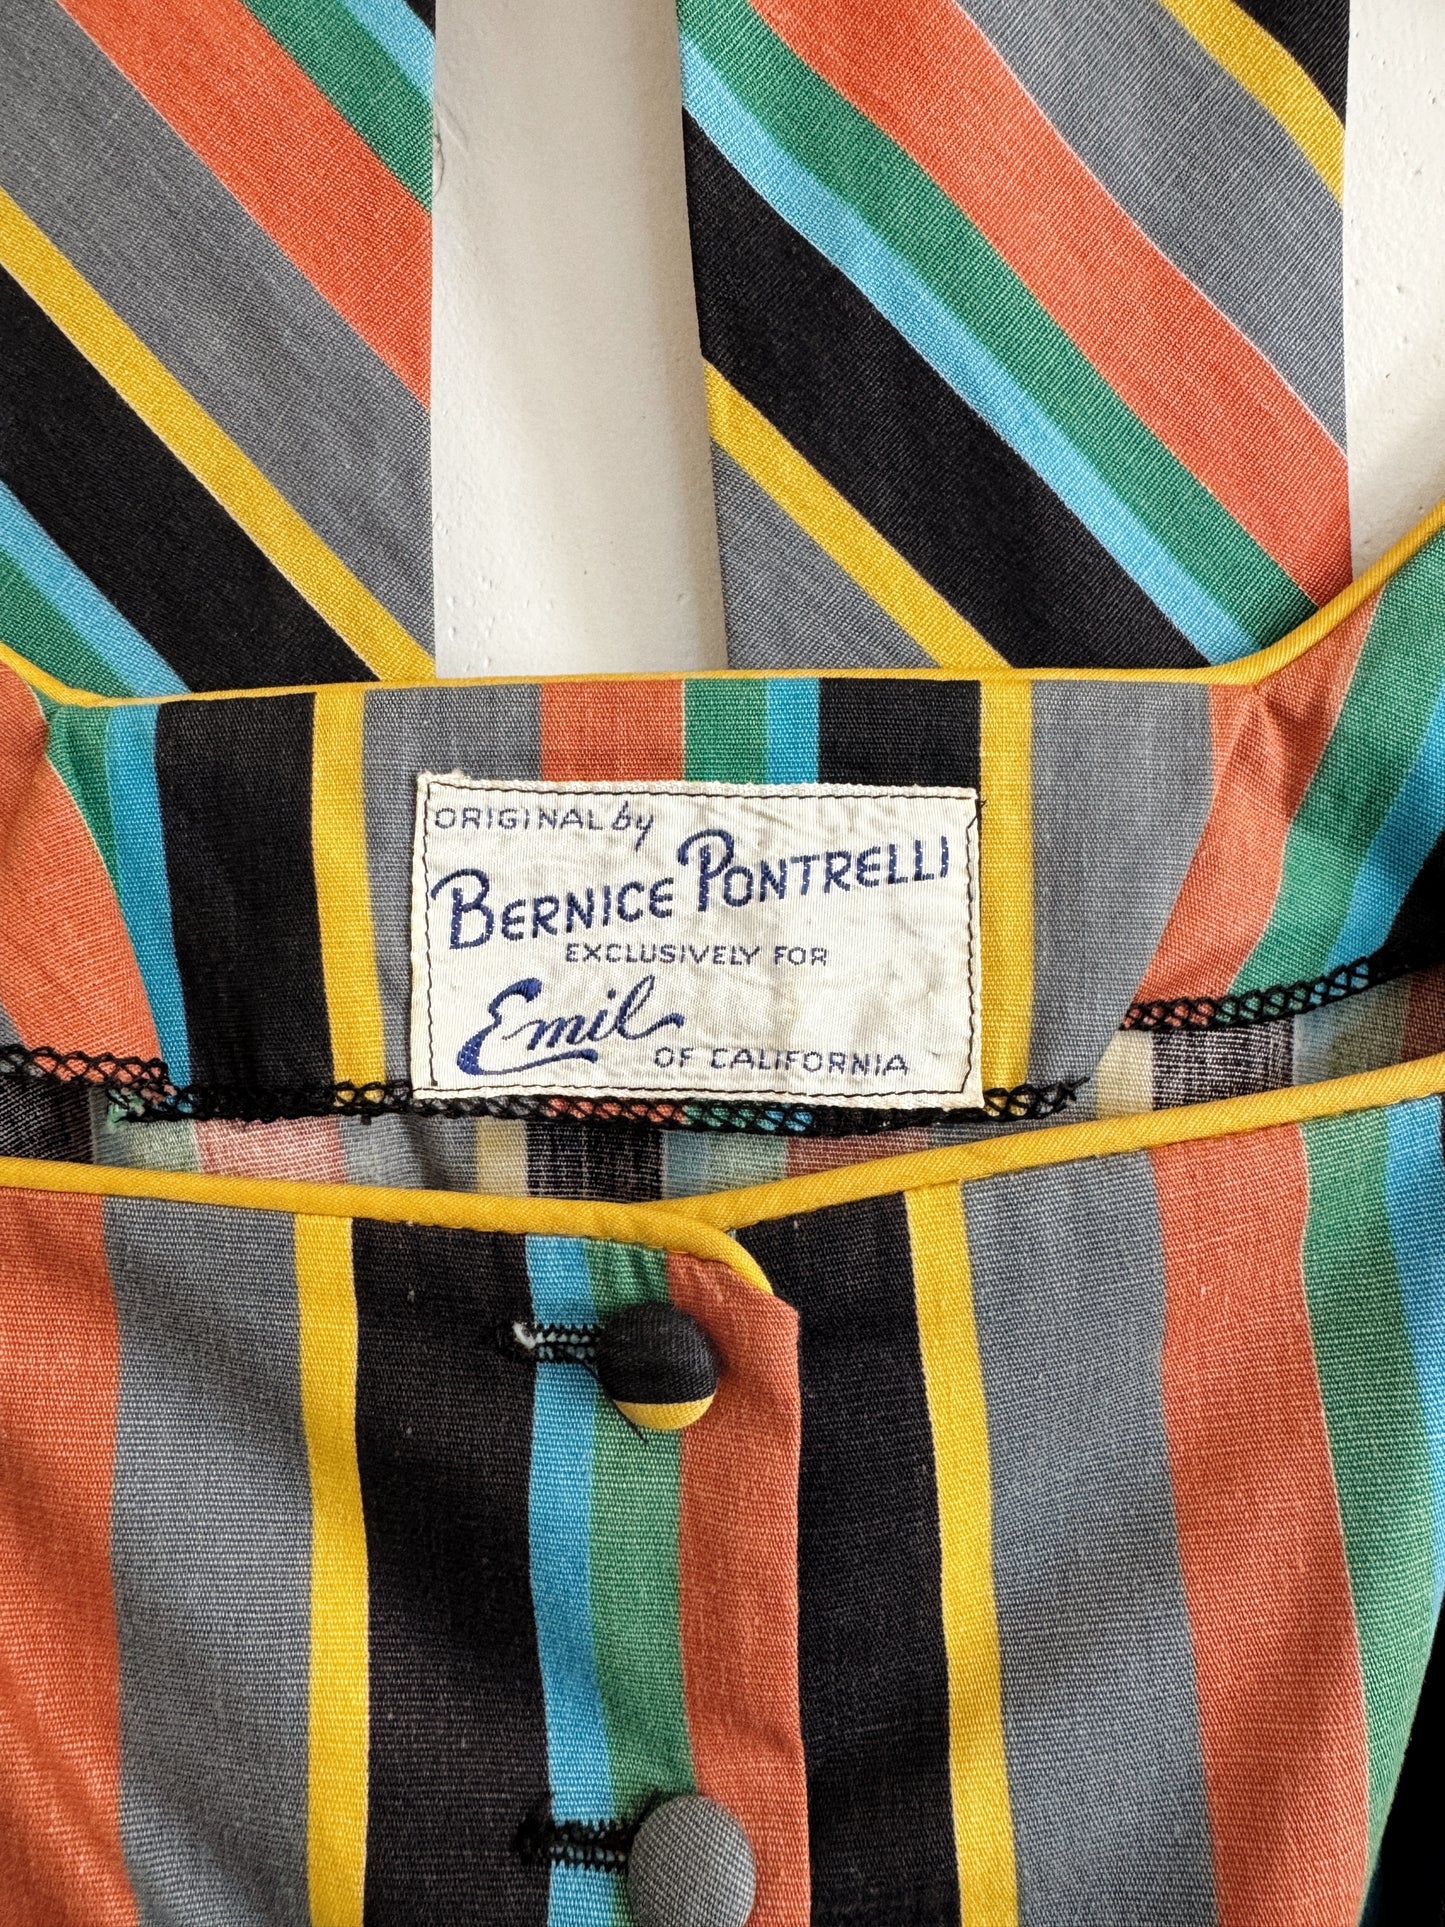 ORIGINAL by
BERNICE PONTRELLI
EXCLUSIVELY FOR
Emil
OF CALIFORNIA